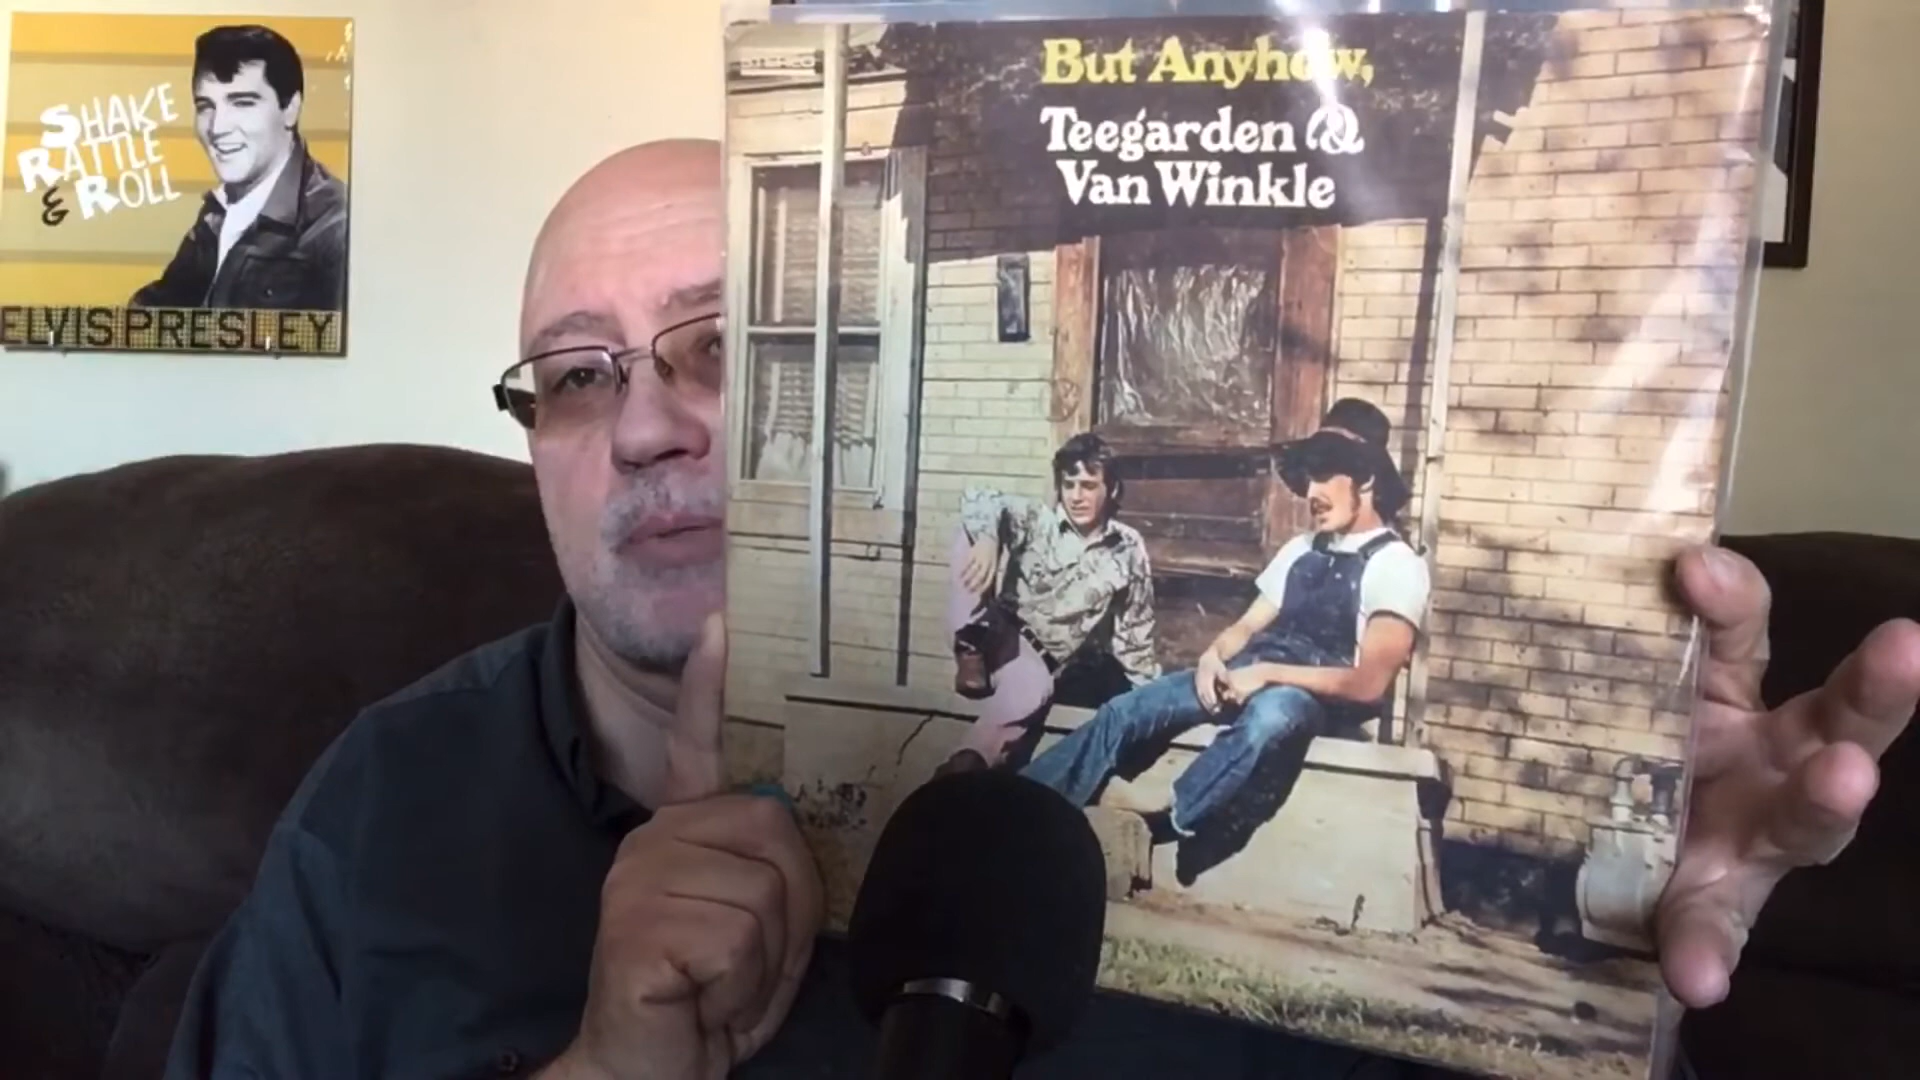 SHAKE
RATTLE
& ROLL
ELVIS PRESLEY
STEREO
But Anyhow,
Teegarden &
Van Winkle